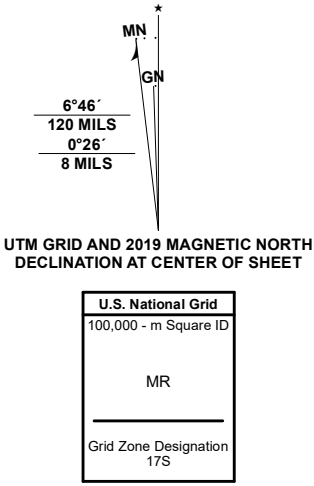 ★
MN
GN
6°46´
120 MILS
0°26´
8 MILS
UTM GRID AND 2019 MAGNETIC NORTH
DECLINATION AT CENTER OF SHEET
U.S. National Grid
100,000 - m Square ID
MR
Grid Zone Designation
17S